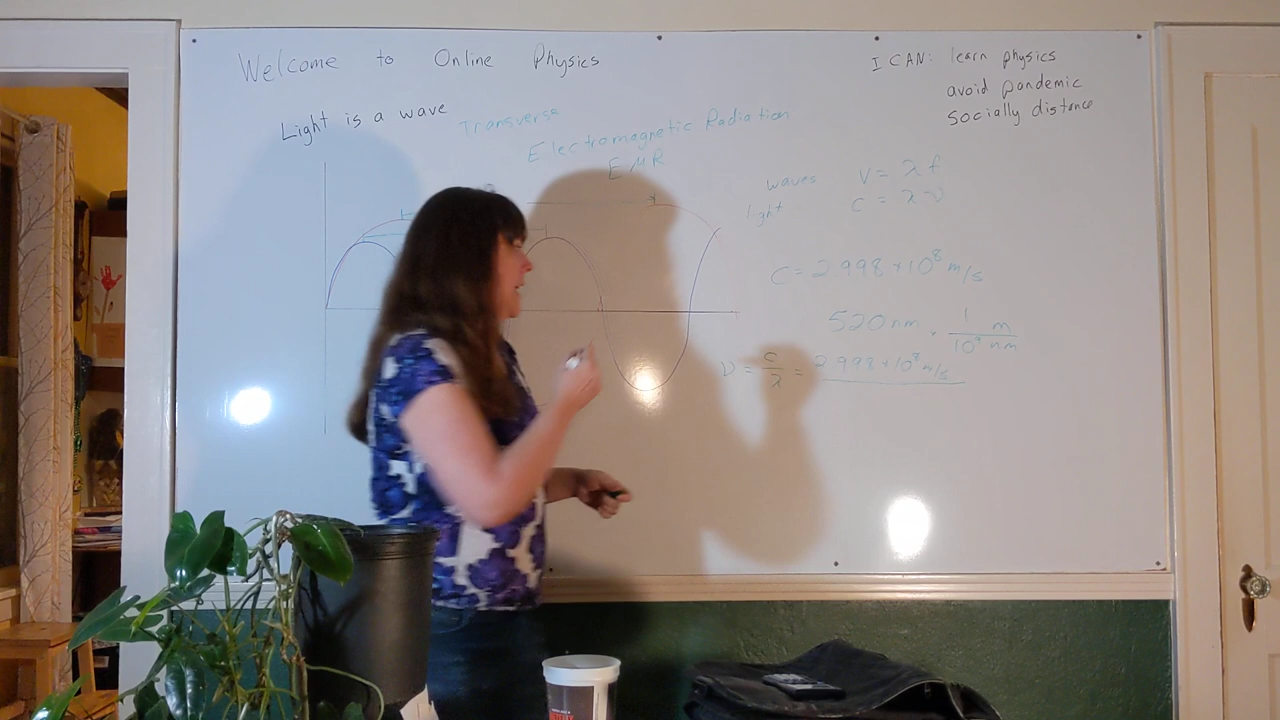 Welcome to Online Physics
I CAN: learn physics
avoid pandemic
socially distance
Light is a wave
Transverse
Electromagnetic Radiation
EMR
waves v = λ f
light c = λ ν
C = 2.998 × 10⁸ m/s
520 nm · 1 m / 10⁹ nm
ν = c/λ = 2.998 × 10⁸ m/s